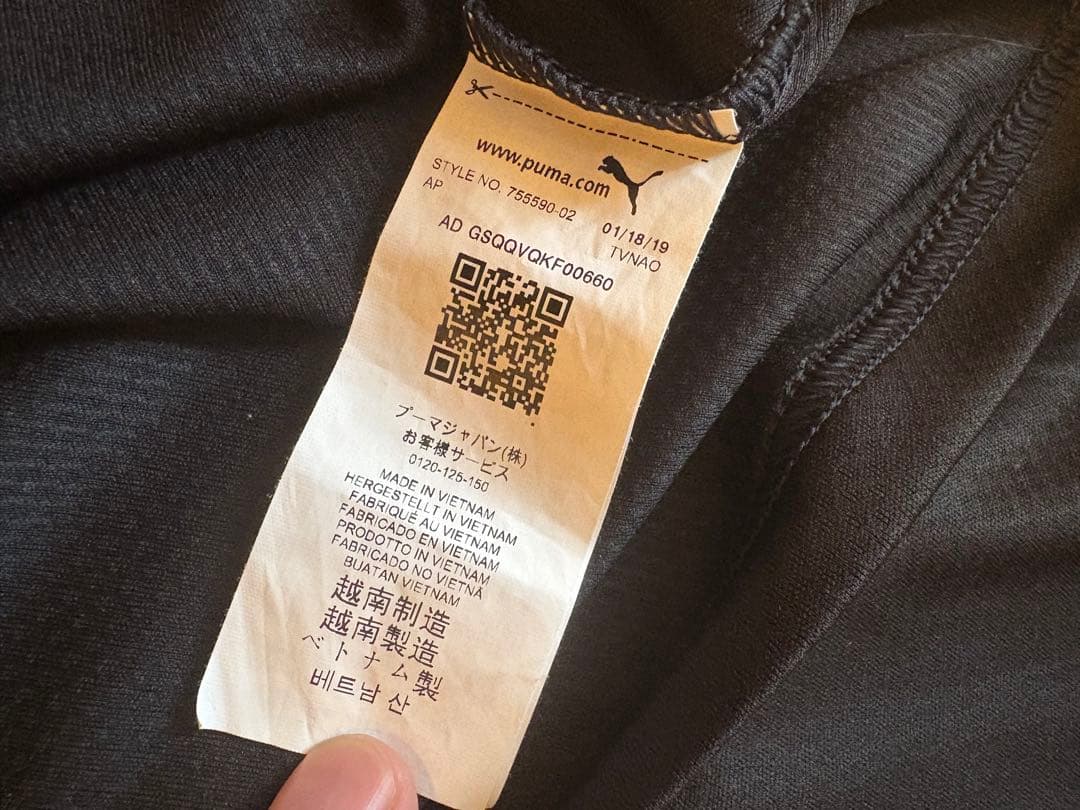 www.puma.com
STYLE NO. 755590-02 01/18/19
AP TVNAO
AD GSQQVQKF00660
プーマジャパン(株)
お客様サービス
0120-125-150
MADE IN VIETNAM
HERGESTELLT IN VIETNAM
FABRIQUÉ AU VIETNAM
FABRICADO EN VIETNAM
PRODOTTO IN VIETNAM
FABRICADO NO VIETNÃ
BUATAN VIETNAM
越南制造
越南製造
ベトナム製
베트남 산